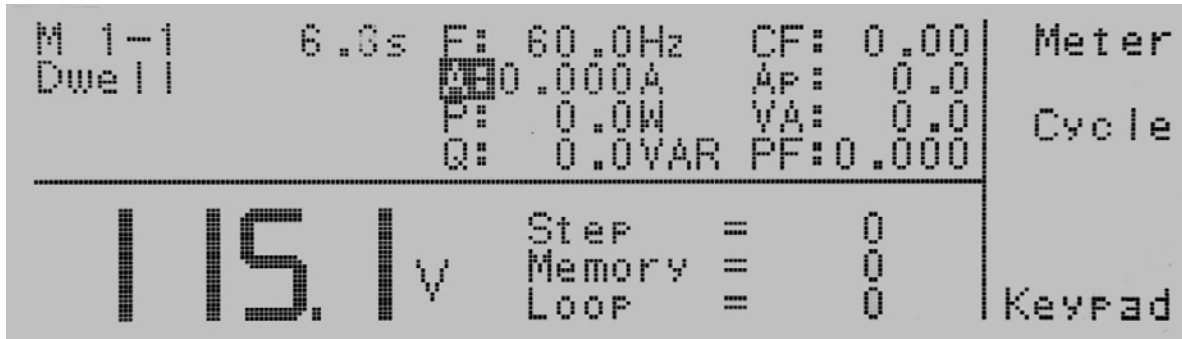 M 1-1 6.0s F: 60.0Hz CF: 0.00 Meter
Dwell A:0.000A Ap: 0.0
P: 0.0W VA: 0.0 Cycle
Q: 0.0VAR PF:0.000
115.1V
Step = 0
Memory = 0
Loop = 0 Keypad